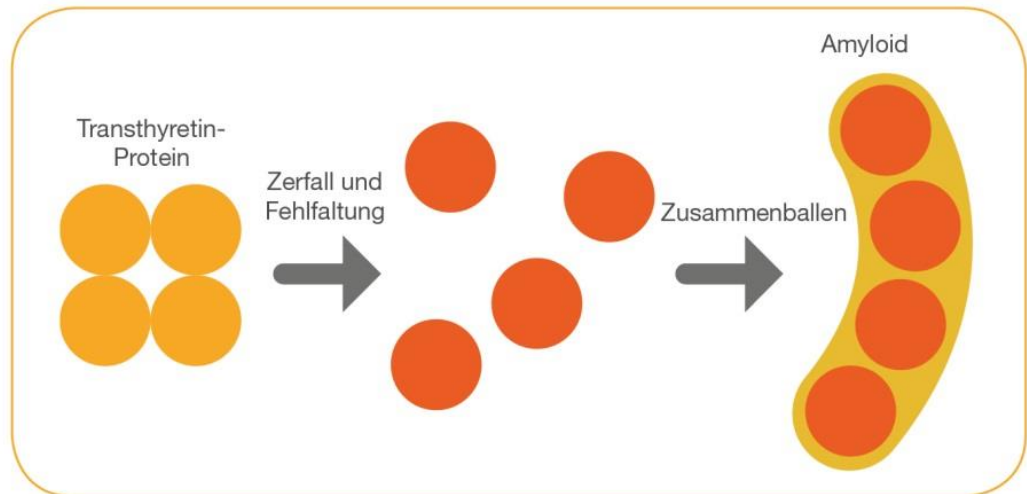 Transthyretin-
Protein
Zerfall und
Fehlfaltung
Zusammenballen
Amyloid